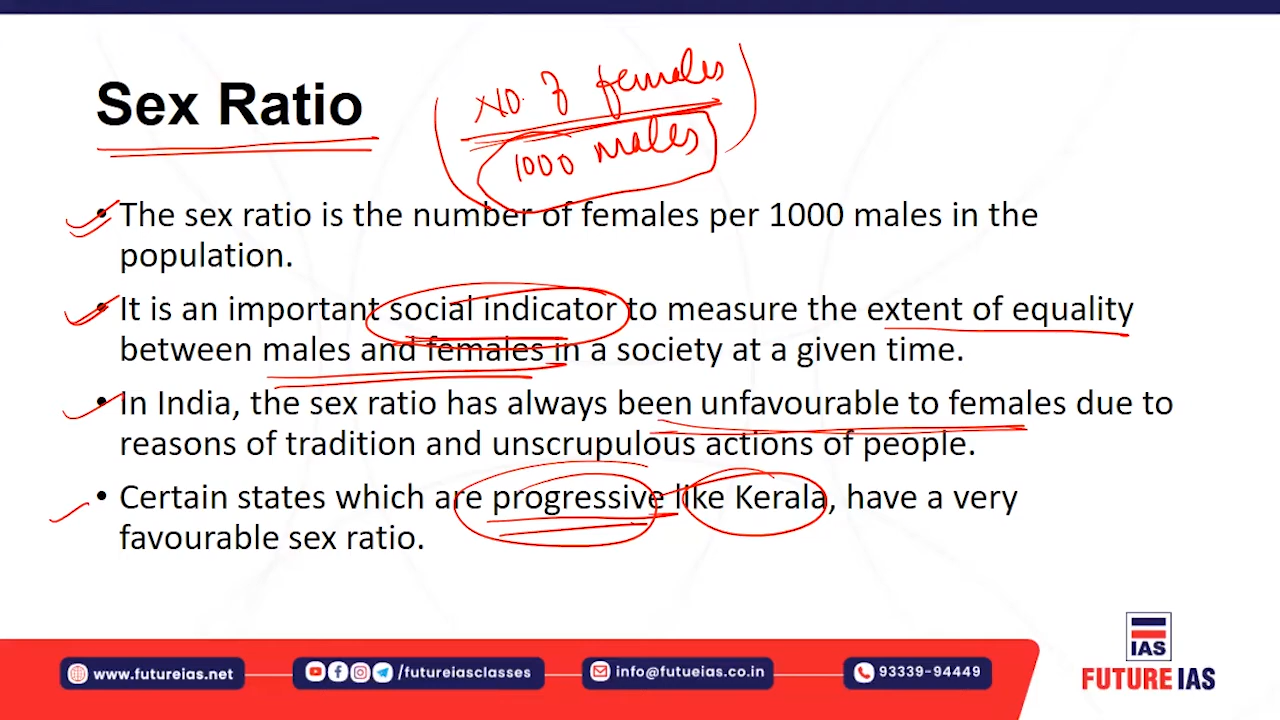 Sex Ratio
No. of females
1000 males
• The sex ratio is the number of females per 1000 males in the
population.
• It is an important social indicator to measure the extent of equality
between males and females in a society at a given time.
• In India, the sex ratio has always been unfavourable to females due to
reasons of tradition and unscrupulous actions of people.
• Certain states which are progressive like Kerala, have a very
favourable sex ratio.
www.futureias.net
/futureiasclasses
info@futueias.co.in
93339-94449
IAS
FUTURE IAS